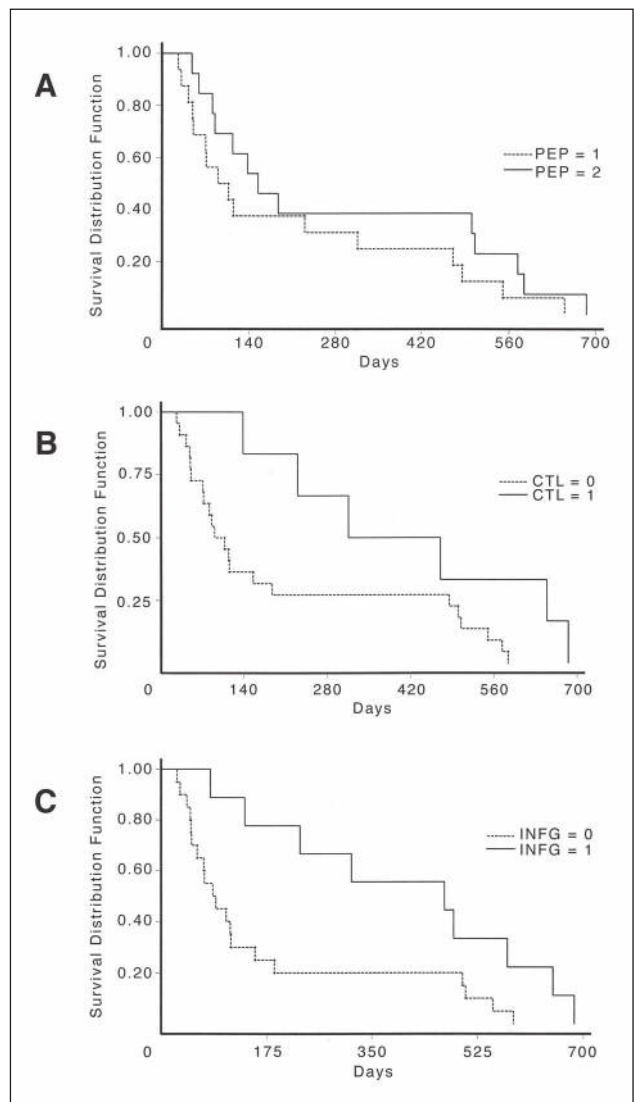 A
Survival Distribution Function
1.00
0.80
0.60
0.40
0.20
0
PEP = 1
PEP = 2
140 280 420 560 700
Days
B
Survival Distribution Function
1.00
0.75
0.50
0.25
0
CTL = 0
CTL = 1
140 280 420 560 700
Days
C
Survival Distribution Function
1.00
0.80
0.60
0.40
0.20
0
INFG = 0
INFG = 1
175 350 525 700
Days